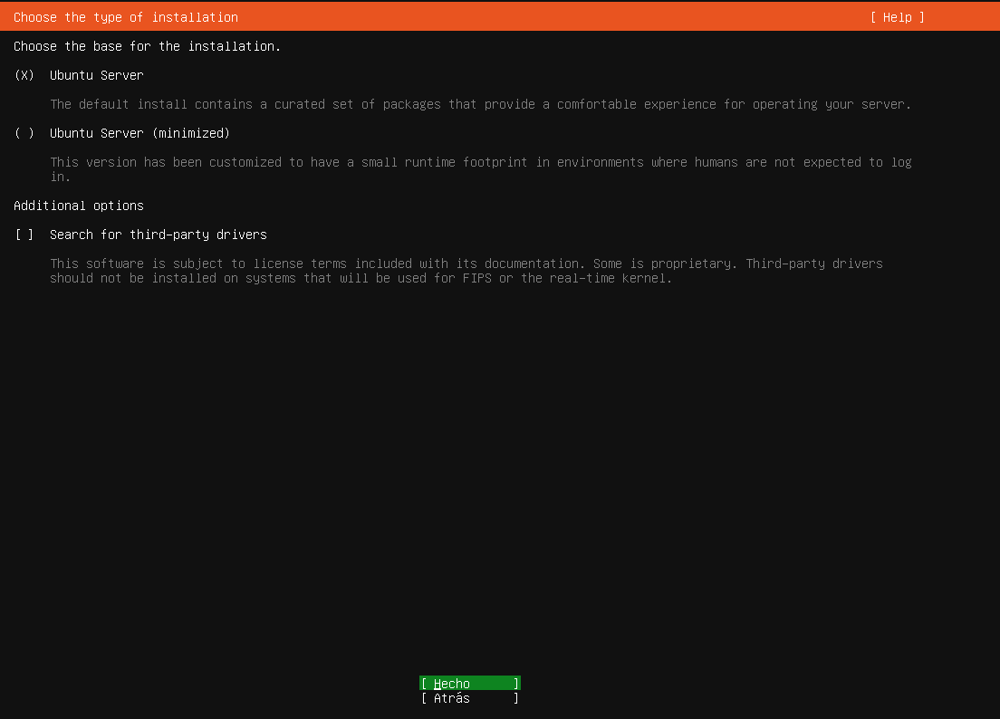 Choose the type of installation [ Help ]
Choose the base for the installation.
(X) Ubuntu Server
The default install contains a curated set of packages that provide a comfortable experience for operating your server.
( ) Ubuntu Server (minimized)
This version has been customized to have a small runtime footprint in environments where humans are not expected to log
in.
Additional options
[ ] Search for third-party drivers
This software is subject to license terms included with its documentation. Some is proprietary. Third-party drivers
should not be installed on systems that will be used for FIPS or the real-time kernel.
[ Hecho ]
[ Atrás ]